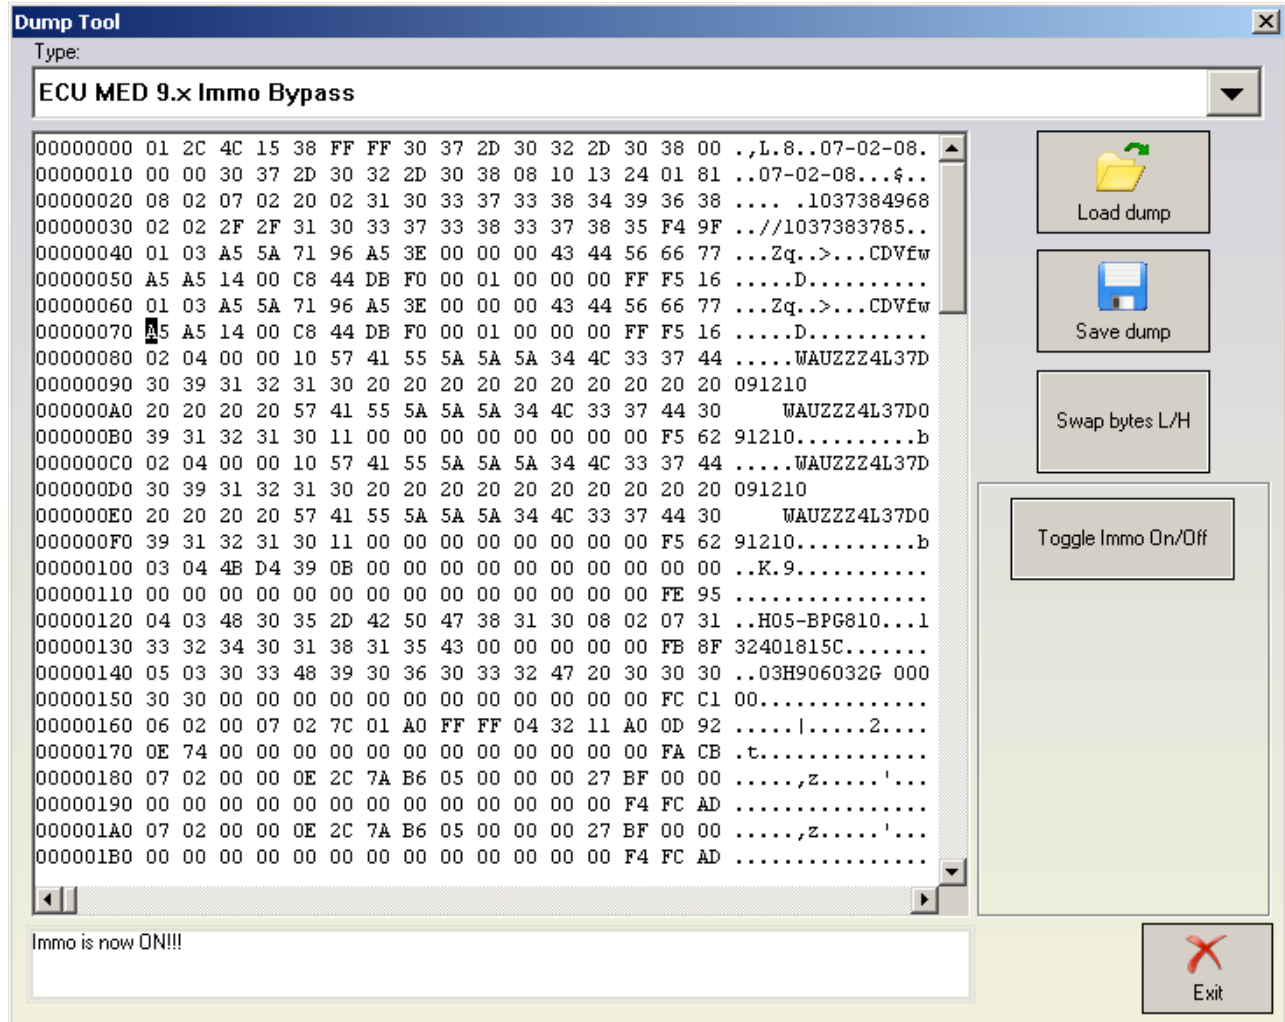 Dump Tool
Type:
ECU MED 9.x Immo Bypass
00000000 01 2C 4C 15 38 FF FF 30 37 2D 30 32 2D 30 38 00 .,L.8..07-02-08.
00000010 00 00 30 37 2D 30 32 2D 30 38 08 10 13 24 01 81 ..07-02-08...$..
00000020 08 02 07 02 20 02 31 30 33 37 33 38 34 39 36 38 .... .1037384968
00000030 02 02 2F 2F 31 30 33 37 33 38 33 37 38 35 F4 9F ..//1037383785..
00000040 01 03 A5 5A 71 96 A5 3E 00 00 00 43 44 56 66 77 ...Zq..>...CDVfw
00000050 A5 A5 14 00 C8 44 DB F0 00 01 00 00 00 FF F5 16 .....D..........
00000060 01 03 A5 5A 71 96 A5 3E 00 00 00 43 44 56 66 77 ...Zq..>...CDVfw
00000070 A5 A5 14 00 C8 44 DB F0 00 01 00 00 00 FF F5 16 .....D..........
00000080 02 04 00 00 10 57 41 55 5A 5A 5A 34 4C 33 37 44 .....WAUZZZ4L37D
00000090 30 39 31 32 31 30 20 20 20 20 20 20 20 20 20 20 091210
000000A0 20 20 20 20 57 41 55 5A 5A 5A 34 4C 33 37 44 30 WAUZZZ4L37D0
000000B0 39 31 32 31 30 11 00 00 00 00 00 00 00 00 F5 62 91210..........b
000000C0 02 04 00 00 10 57 41 55 5A 5A 5A 34 4C 33 37 44 .....WAUZZZ4L37D
000000D0 30 39 31 32 31 30 20 20 20 20 20 20 20 20 20 20 091210
000000E0 20 20 20 20 57 41 55 5A 5A 5A 34 4C 33 37 44 30 WAUZZZ4L37D0
000000F0 39 31 32 31 30 11 00 00 00 00 00 00 00 00 F5 62 91210..........b
00000100 03 04 4B D4 39 0B 00 00 00 00 00 00 00 00 00 00 ..K.9...........
00000110 00 00 00 00 00 00 00 00 00 00 00 00 00 00 FE 95 ................
00000120 04 03 48 30 35 2D 42 50 47 38 31 30 08 02 07 31 ..H05-BPG810...1
00000130 33 32 34 30 31 38 31 35 43 00 00 00 00 00 FB 8F 32401815C.......
00000140 05 03 30 33 48 39 30 36 30 33 32 47 20 30 30 30 ..03H906032G 000
00000150 30 30 00 00 00 00 00 00 00 00 00 00 00 00 FC C1 00..............
00000160 06 02 00 07 02 7C 01 A0 FF FF 04 32 11 A0 0D 92 .....|.....2....
00000170 0E 74 00 00 00 00 00 00 00 00 00 00 00 00 FA CB .t..............
00000180 07 02 00 00 0E 2C 7A B6 05 00 00 00 27 BF 00 00 .....,z.....'...
00000190 00 00 00 00 00 00 00 00 00 00 00 00 00 F4 FC AD ................
000001A0 07 02 00 00 0E 2C 7A B6 05 00 00 00 27 BF 00 00 .....,z.....'...
000001B0 00 00 00 00 00 00 00 00 00 00 00 00 00 F4 FC AD ................
Load dump
Save dump
Swap bytes L/H
Toggle Immo On/Off
Immo is now ON!!!
Exit